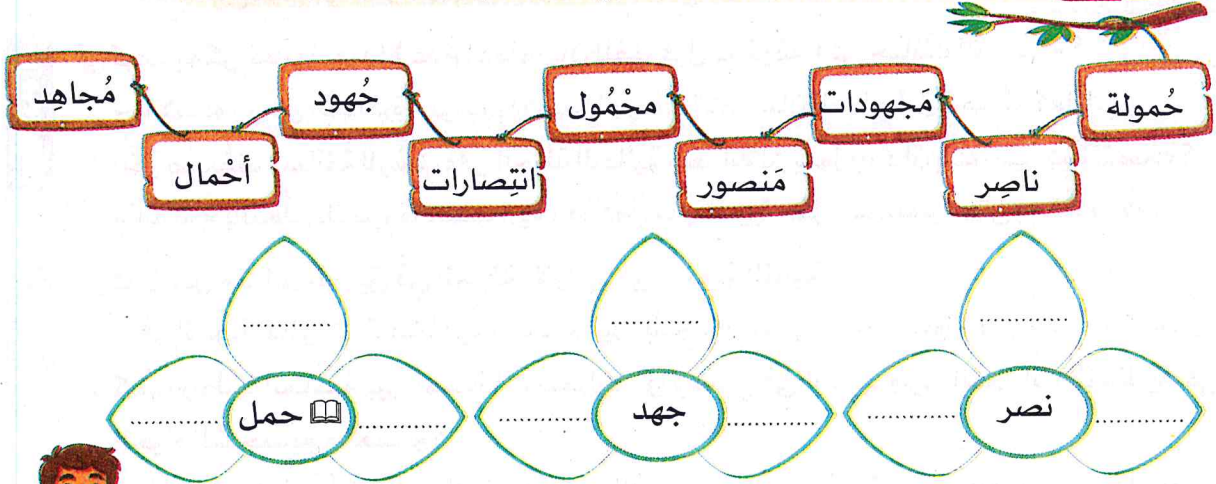 حُمولة
ناصِر
مَجهودات
مَنصور
محْمُول
انتِصارات
جُهود
أحْمال
مُجاهِد
............ ............ ............
............ نصر ............ ............ جهد ............ ............ حمل 📖 ............